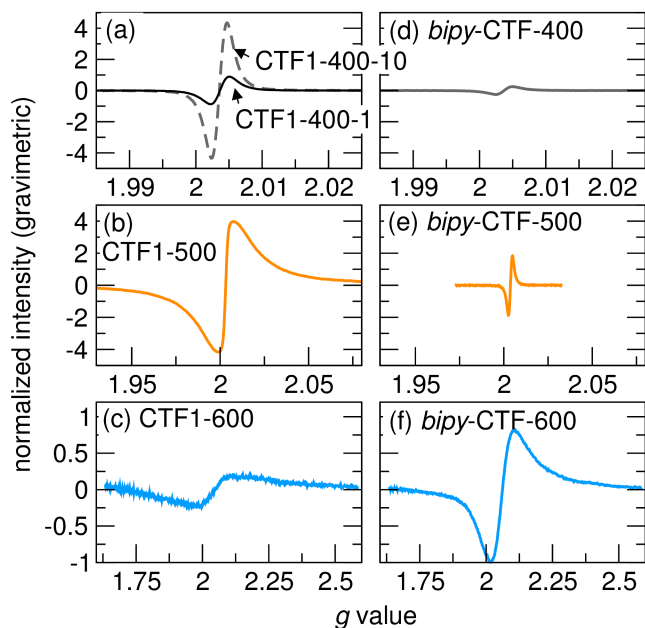 normalized intensity (gravimetric)
(a)
CTF1-400-10
CTF1-400-1
4
2
0
-2
-4
1.99 2 2.01 2.02
(d) bipy-CTF-400
1.99 2 2.01 2.02
(b)
CTF1-500
4
2
0
-2
-4
1.95 2 2.05
(e) bipy-CTF-500
1.95 2 2.05
(c) CTF1-600
1
0.5
0
-0.5
-1
1.75 2 2.25 2.5
(f) bipy-CTF-600
1.75 2 2.25 2.5
g value